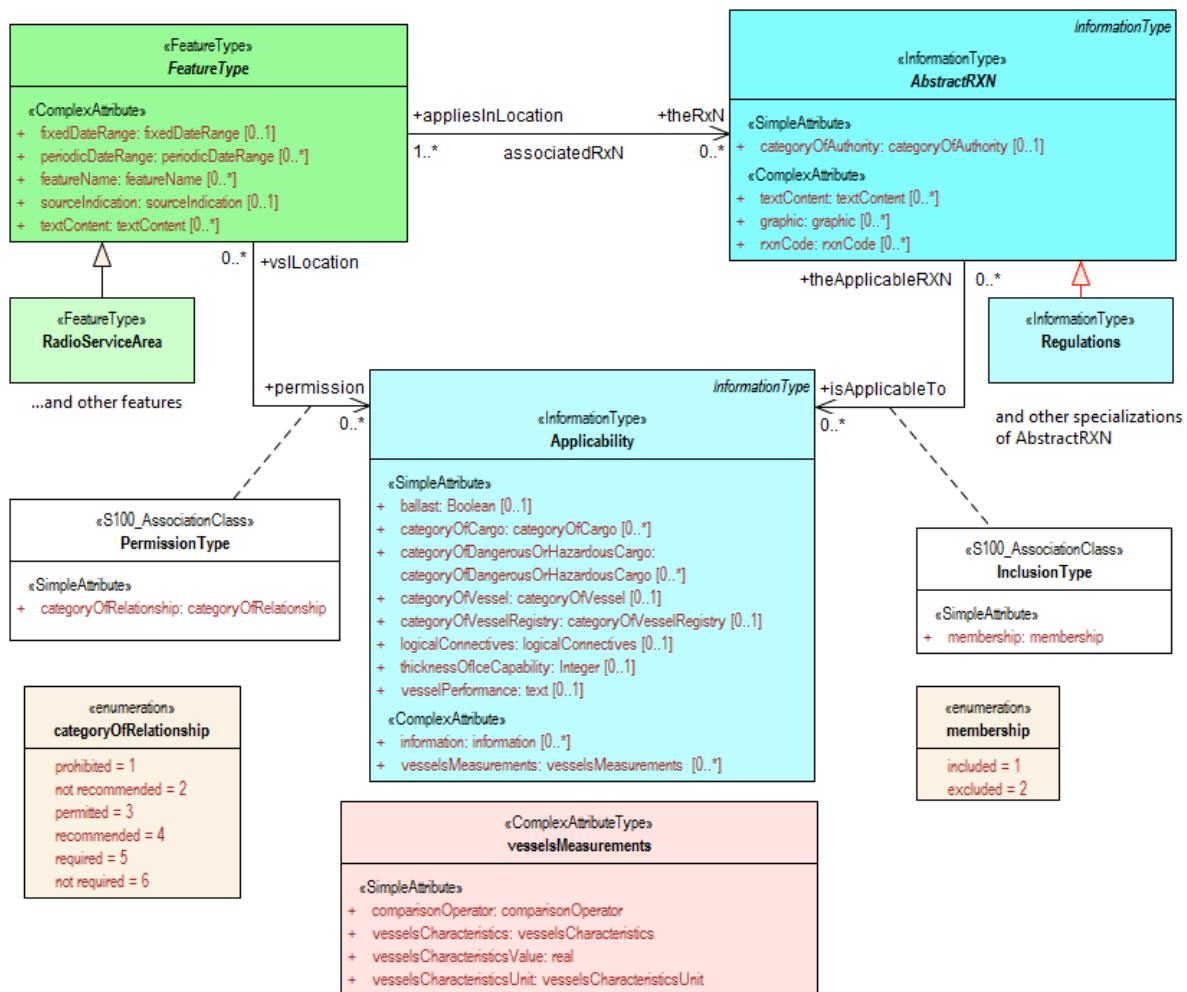 «FeatureType»
FeatureType
«ComplexAttribute»
+ fixedDateRange: fixedDateRange [0..1]
+ periodicDateRange: periodicDateRange [0..*]
+ featureName: featureName [0..*]
+ sourceIndication: sourceIndication [0..1]
+ textContent: textContent [0..*]
InformationType
«InformationType»
AbstractRXN
«SimpleAttribute»
+ categoryOfAuthority: categoryOfAuthority [0..1]
«ComplexAttribute»
+ textContent: textContent [0..*]
+ graphic: graphic [0..*]
+ rxnCode: rxnCode [0..*]
+appliesInLocation
+theRxN
1..*
associatedRxN
0..*
0..*
+vslLocation
+theApplicableRXN
0..*
«FeatureType»
RadioServiceArea
...and other features
«InformationType»
Regulations
and other specializations
of AbstractRXN
+permission
0..*
+isApplicableTo
0..*
InformationType
«InformationType»
Applicability
«SimpleAttribute»
+ ballast: Boolean [0..1]
+ categoryOfCargo: categoryOfCargo [0..*]
+ categoryOfDangerousOrHazardousCargo:
categoryOfDangerousOrHazardousCargo [0..*]
+ categoryOfVessel: categoryOfVessel [0..1]
+ categoryOfVesselRegistry: categoryOfVesselRegistry [0..1]
+ logicalConnectives: logicalConnectives [0..1]
+ thicknessOfIceCapability: Integer [0..1]
+ vesselPerformance: text [0..1]
«ComplexAttribute»
+ information: information [0..*]
+ vesselsMeasurements: vesselsMeasurements [0..*]
«S100_AssociationClass»
PermissionType
«SimpleAttribute»
+ categoryOfRelationship: categoryOfRelationship
«S100_AssociationClass»
InclusionType
«SimpleAttribute»
+ membership: membership
«enumeration»
categoryOfRelationship
prohibited = 1
not recommended = 2
permitted = 3
recommended = 4
required = 5
not required = 6
«enumeration»
membership
included = 1
excluded = 2
«ComplexAttributeType»
vesselsMeasurements
«SimpleAttribute»
+ comparisonOperator: comparisonOperator
+ vesselsCharacteristics: vesselsCharacteristics
+ vesselsCharacteristicsValue: real
+ vesselsCharacteristicsUnit: vesselsCharacteristicsUnit